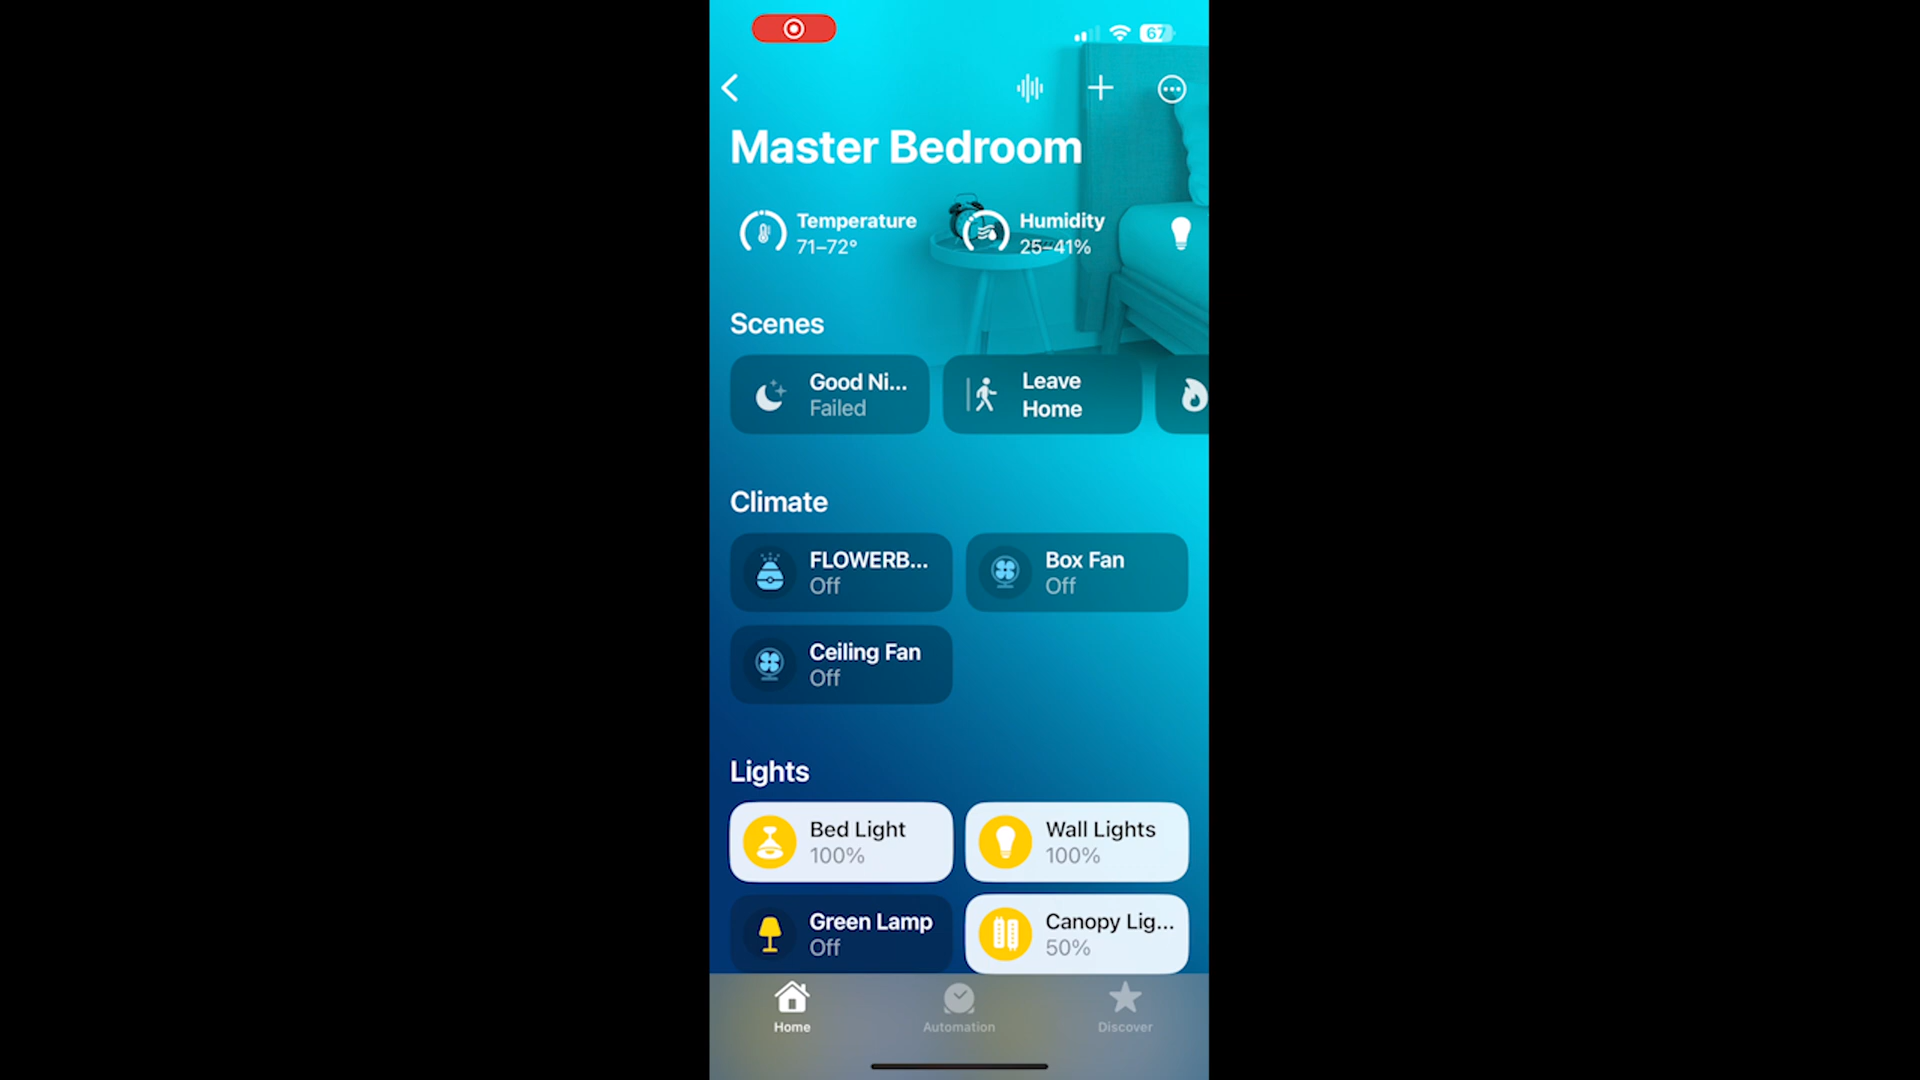 67
Master Bedroom
Temperature
71–72°
Humidity
25–41%
Scenes
Good Ni...
Failed
Leave
Home
Climate
FLOWERB...
Off
Box Fan
Off
Ceiling Fan
Off
Lights
Bed Light
100%
Wall Lights
100%
Green Lamp
Off
Canopy Lig...
50%
Home
Automation
Discover